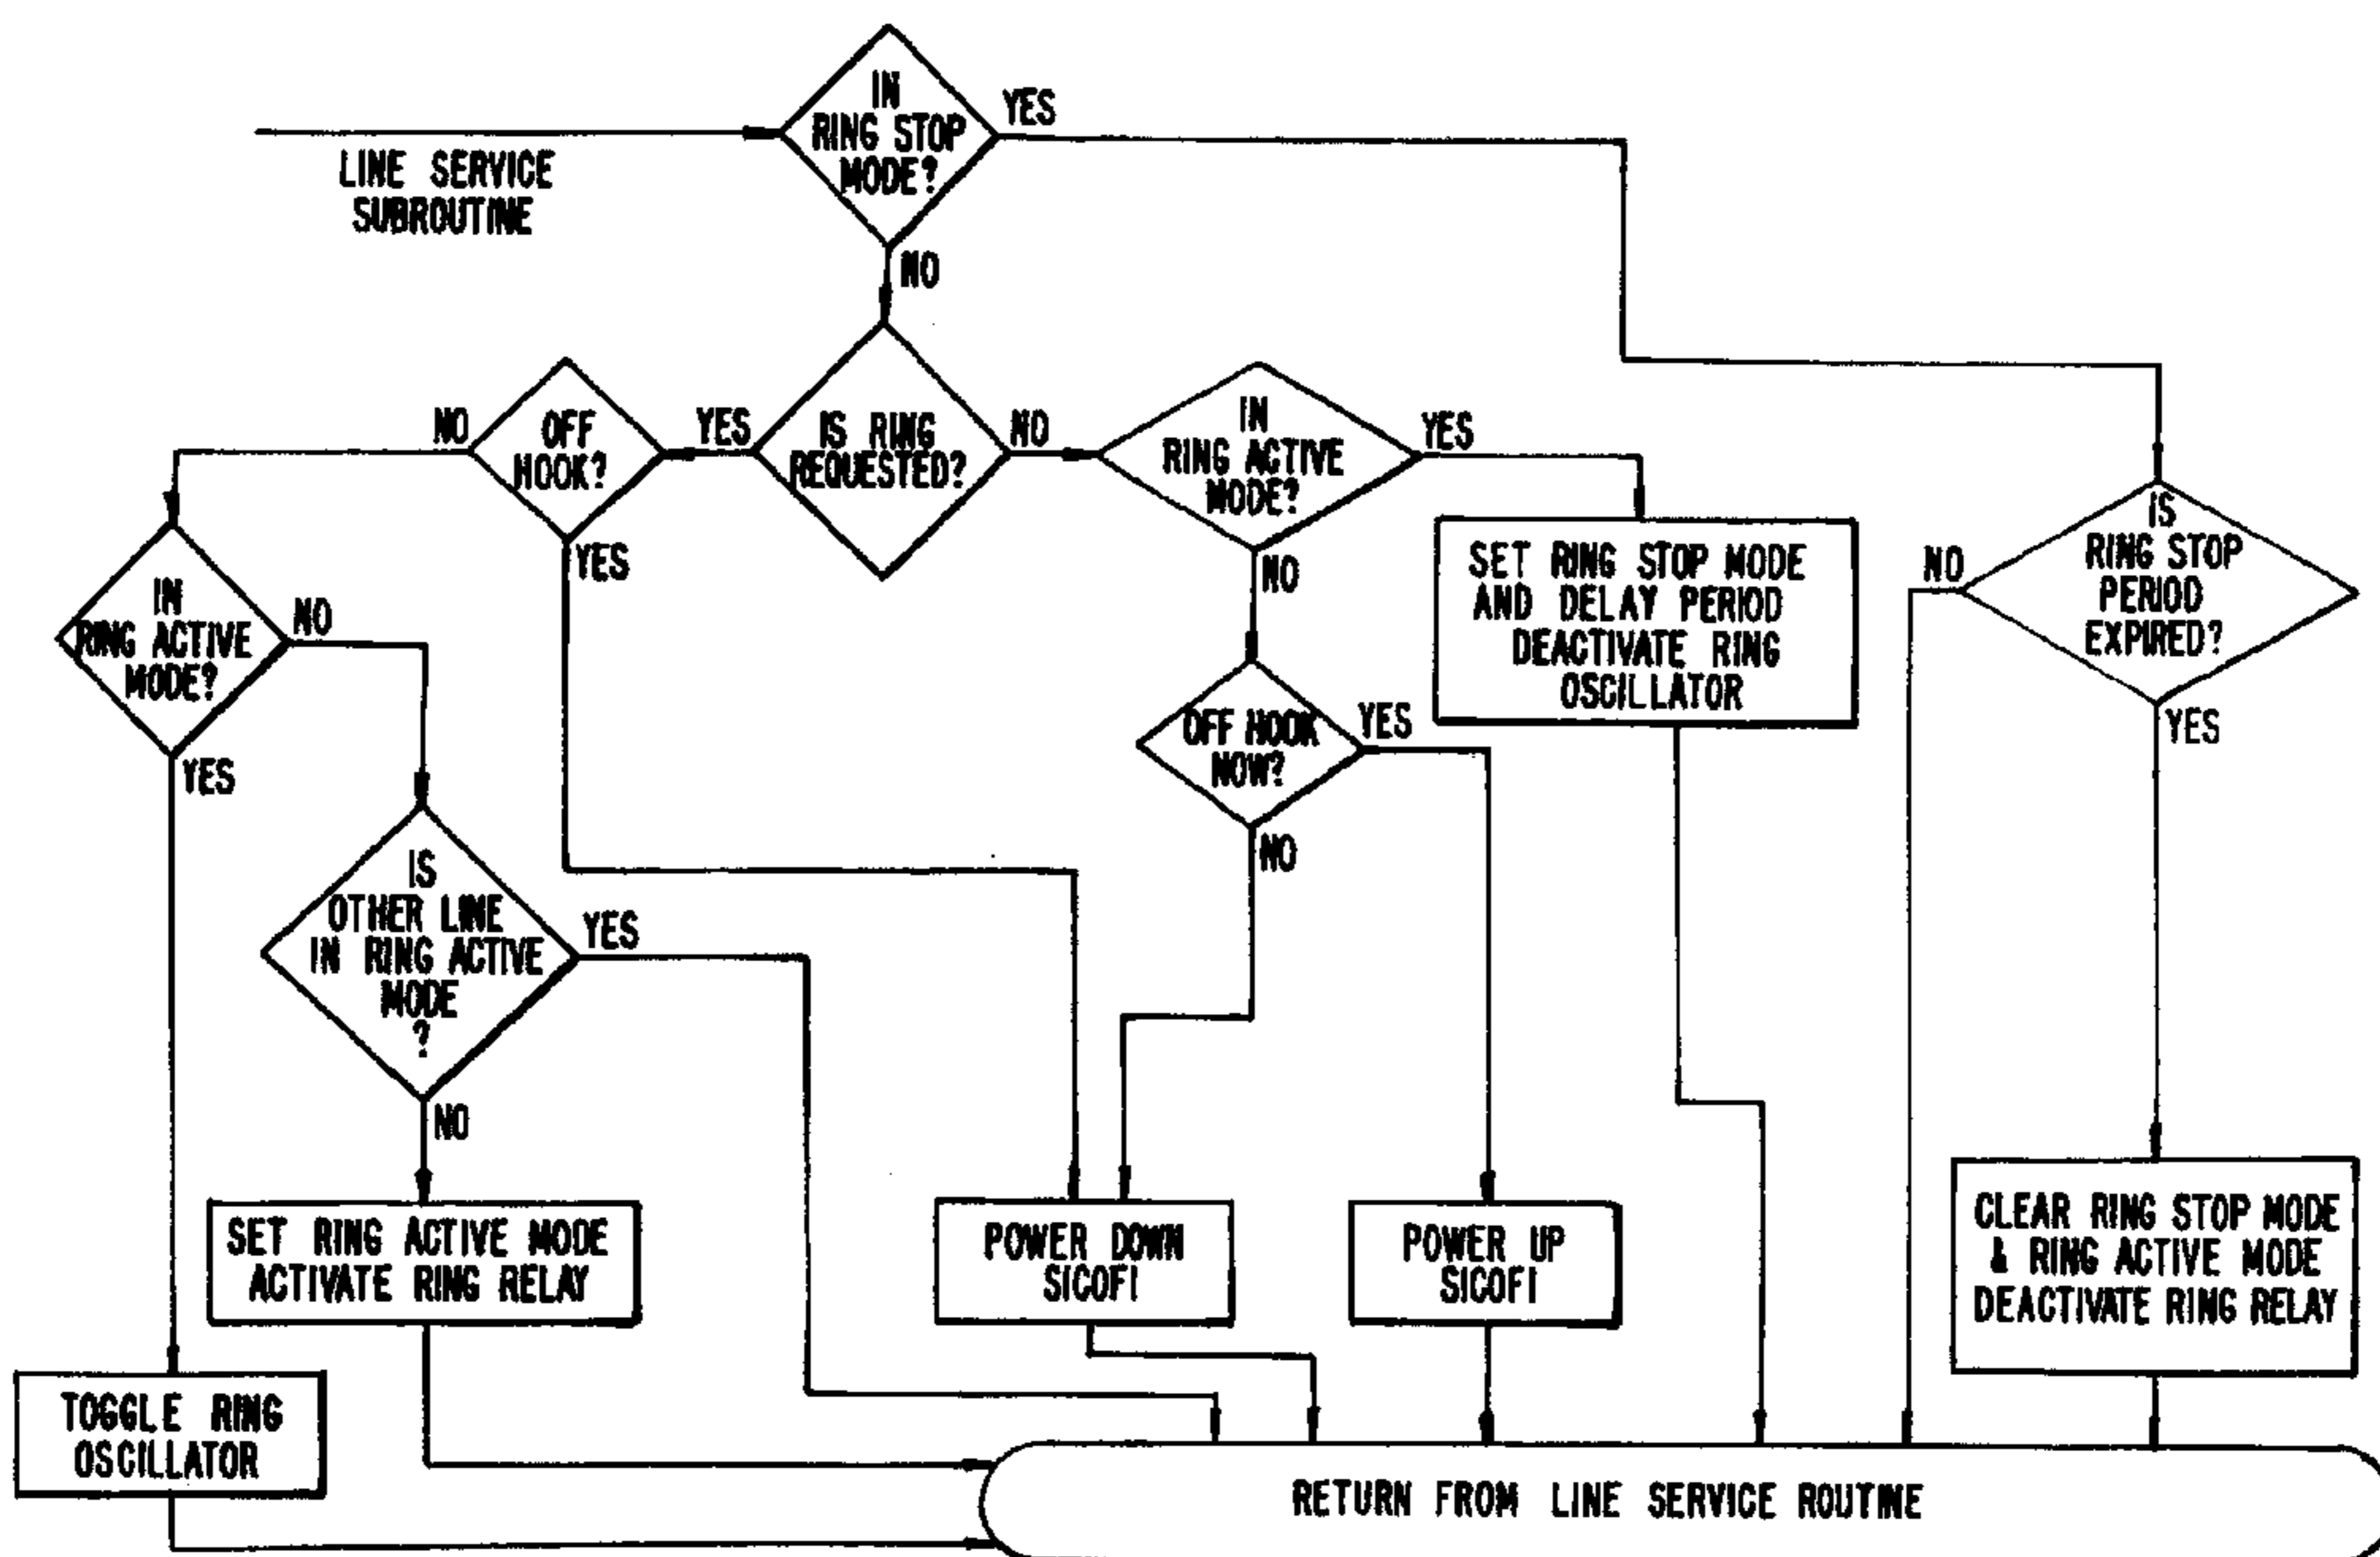 IN
RING STOP
MODE?
YES
LINE SERVICE
SUBROUTINE
NO
NO
OFF
HOOK?
YES
IS RING
REQUESTED?
NO
IN
RING ACTIVE
MODE?
YES
YES
NO
SET RING STOP MODE
AND DELAY PERIOD
DEACTIVATE RING
OSCILLATOR
NO
IS
RING STOP
PERIOD
EXPIRED?
YES
IN
RING ACTIVE
MODE?
NO
YES
OFF HOOK
NOW?
YES
NO
IS
OTHER LINE
IN RING ACTIVE
MODE
?
YES
NO
SET RING ACTIVE MODE
ACTIVATE RING RELAY
POWER DOWN
SICOFI
POWER UP
SICOFI
CLEAR RING STOP MODE
& RING ACTIVE MODE
DEACTIVATE RING RELAY
TOGGLE RING
OSCILLATOR
RETURN FROM LINE SERVICE ROUTINE